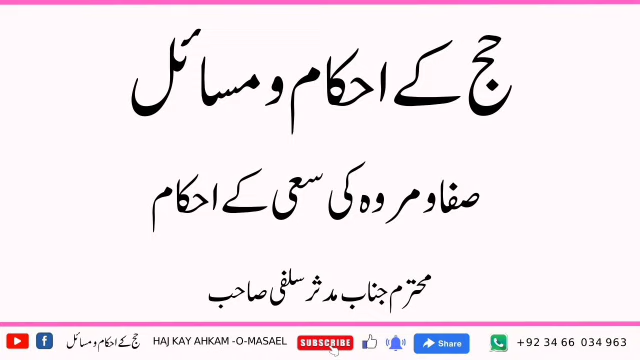 حج کے احکام و مسائل
صفا و مروہ کی سعی کے احکام
محترم جناب مدثر سلفی صاحب
حج کے احکام و مسائل HAJ KAY AHKAM -O-MASAEL SUBSCRIBE Share +92 34 66 034 963